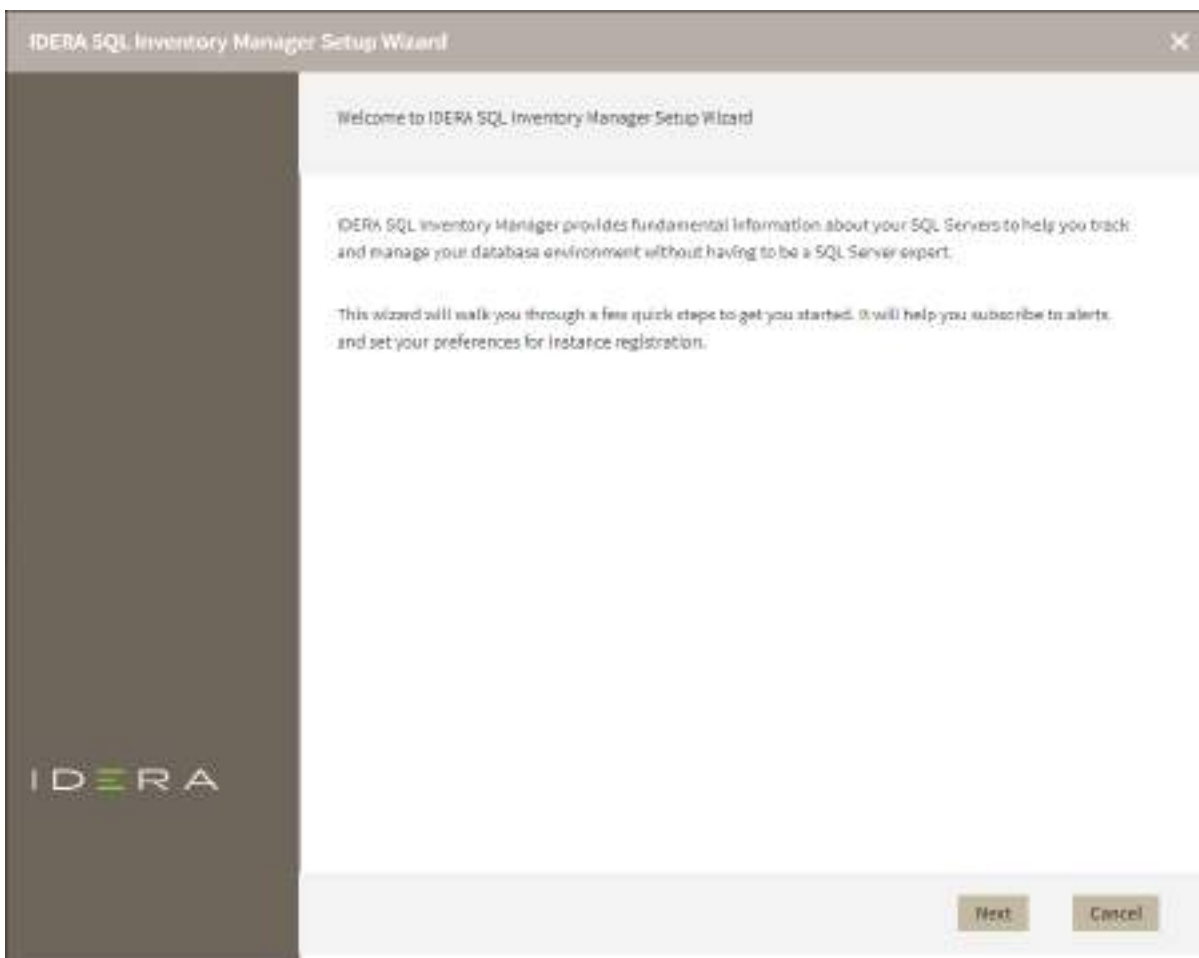 IDERA SQL Inventory Manager Setup Wizard
Welcome to IDERA SQL Inventory Manager Setup Wizard
IDERA SQL Inventory Manager provides fundamental information about your SQL Servers to help you track
and manage your database environment without having to be a SQL Server expert.
This wizard will walk you through a few quick steps to get you started. It will help you subscribe to alerts
and set your preferences for instance registration.
IDERA
Next Cancel